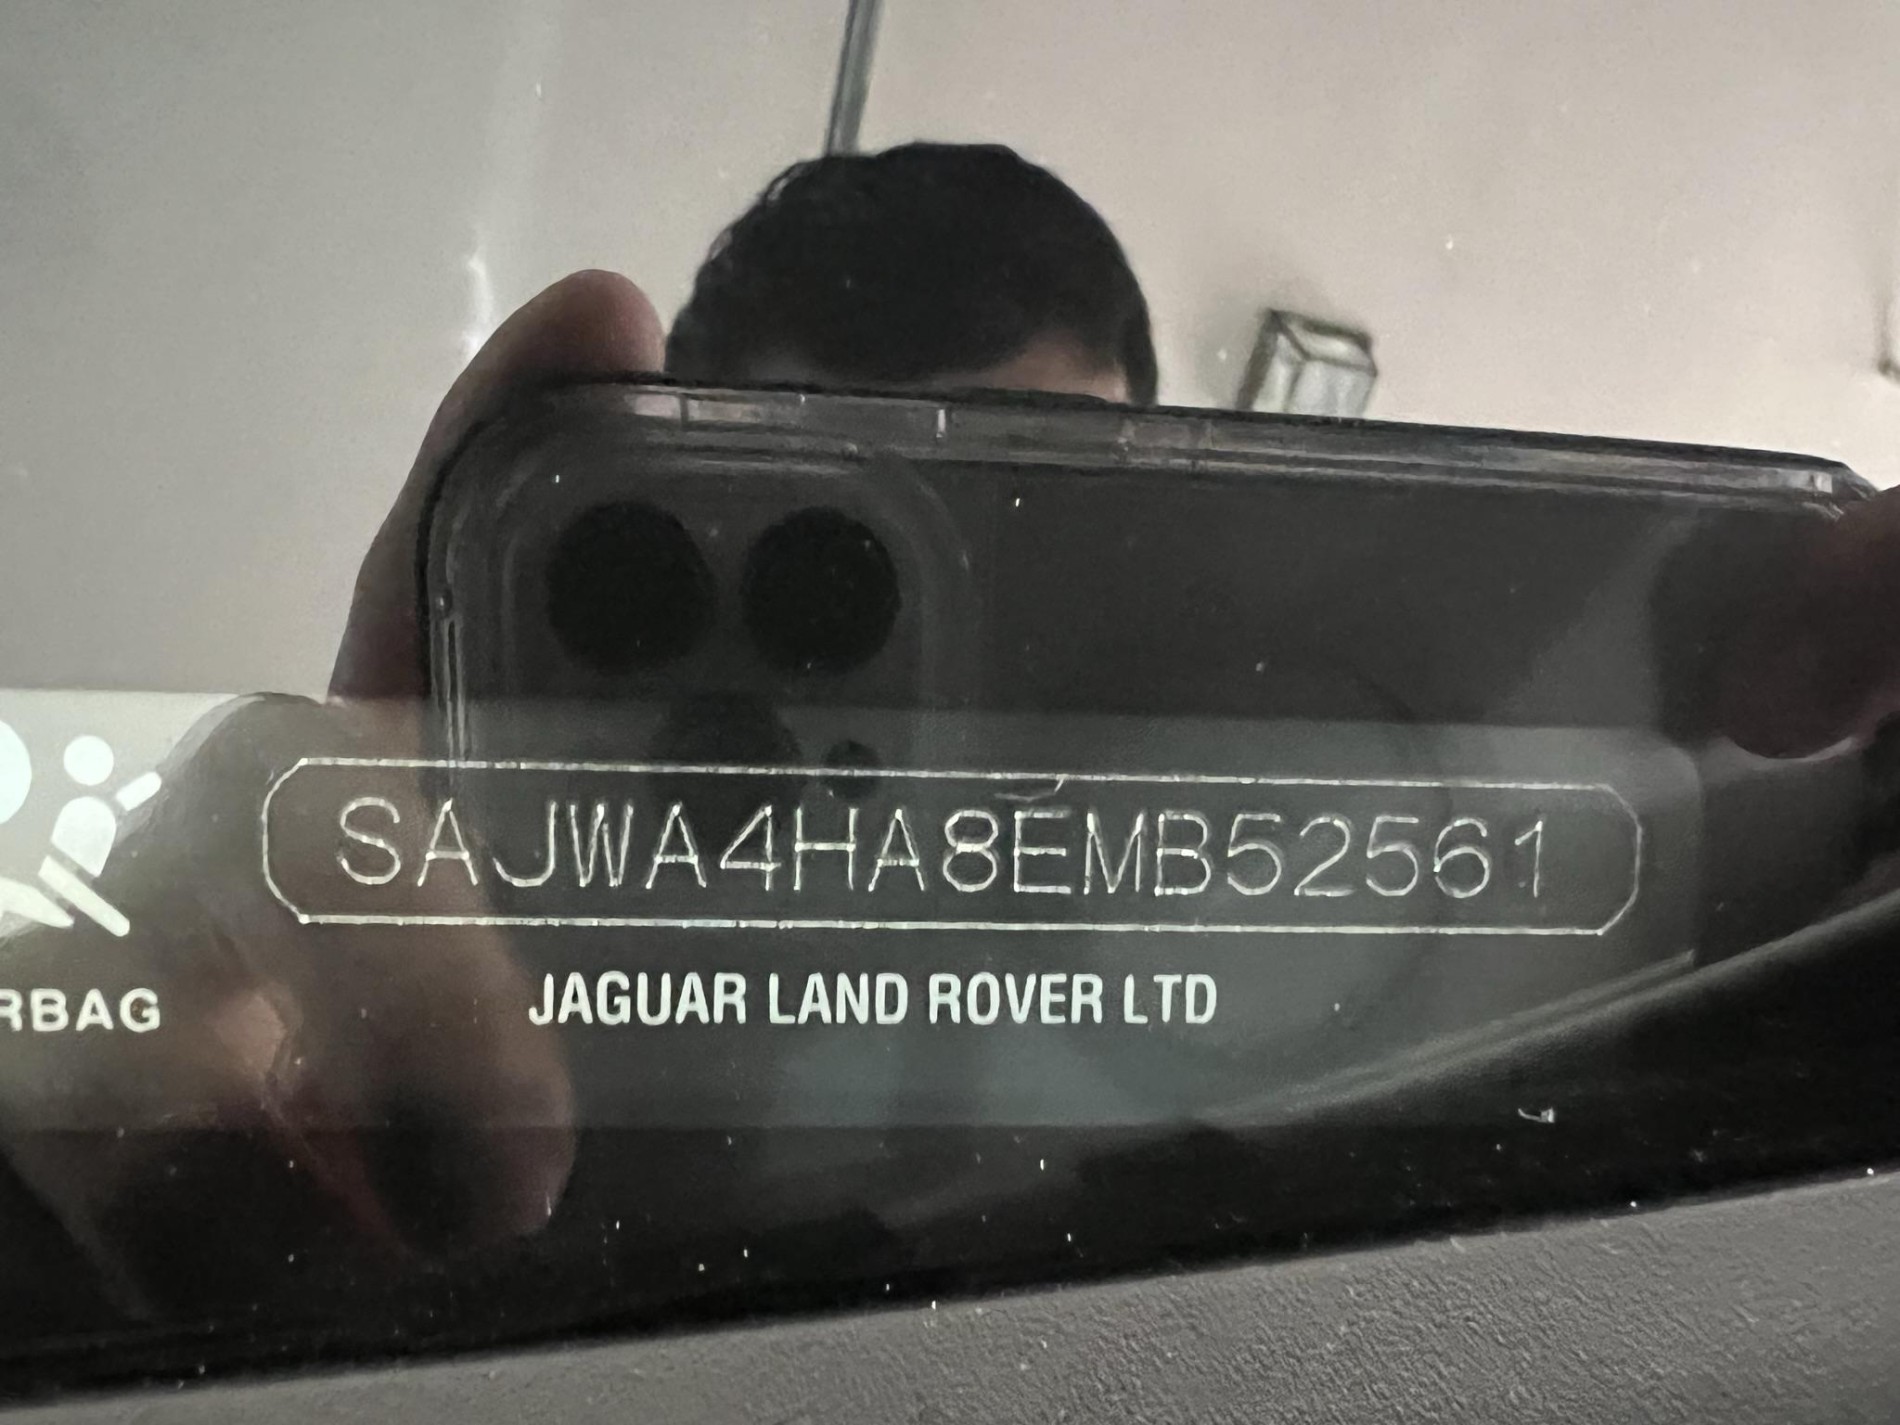 SAJWA4HA8EMB52561
RBAG
JAGUAR LAND ROVER LTD